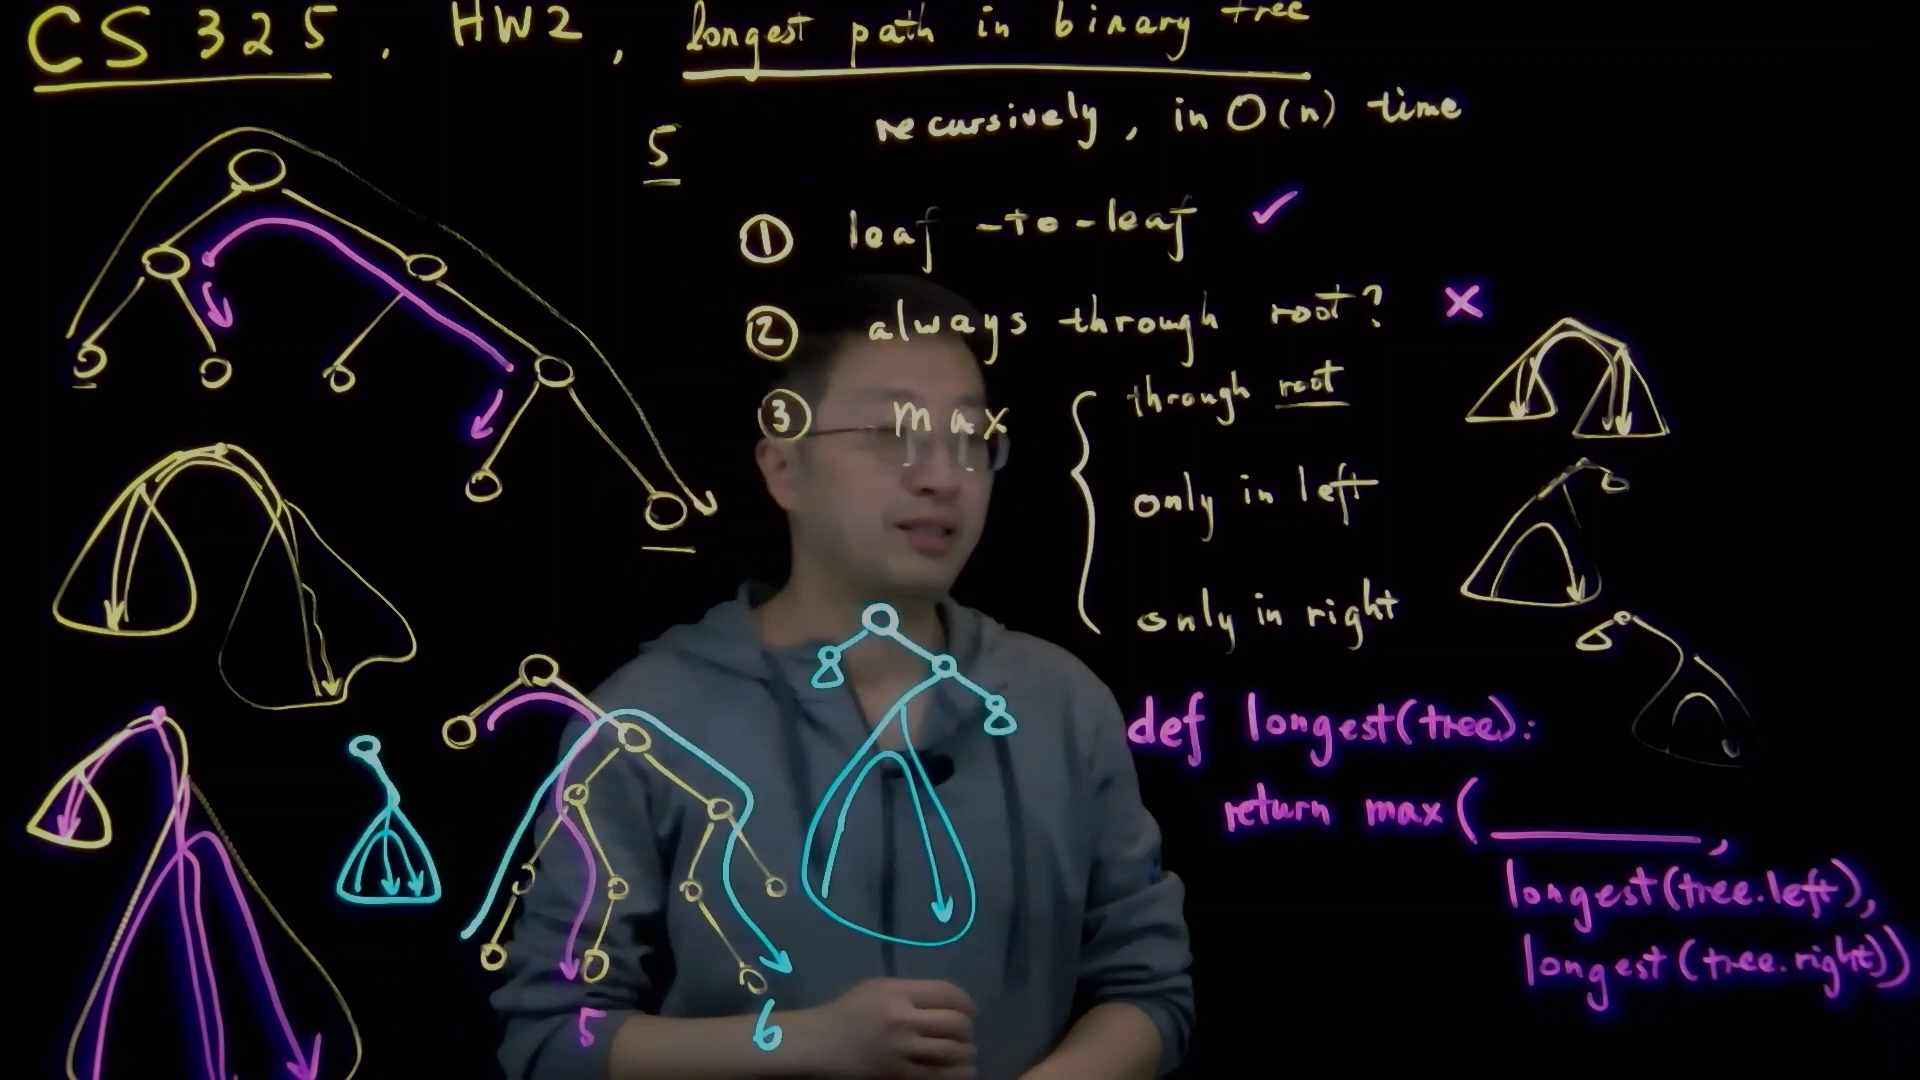 CS 325, HW2, longest path in binary tree
recursively, in O(n) time
5
① leaf-to-leaf ✓
② always through root? ×
③ max { through root
only in left
only in right
def longest(tree):
return max( ________,
longest(tree.left),
longest(tree.right))
5
6